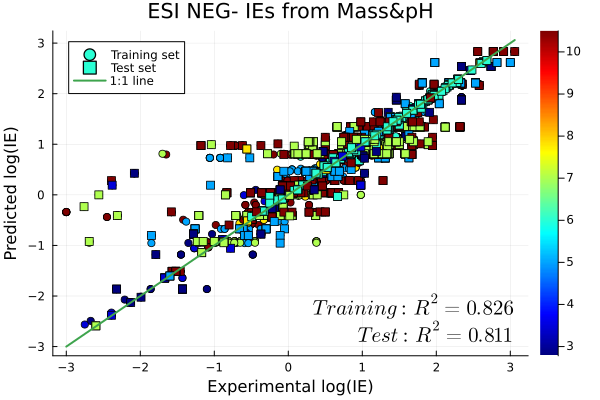 ESI NEG- IEs from Mass&pH
Training set
Test set
1:1 line
Predicted log(IE)
3
2
1
0
−1
−2
−3
−3
−2
−1
0
1
2
3
Experimental log(IE)
Training: R² = 0.826
Test: R² = 0.811
10
9
8
7
6
5
4
3